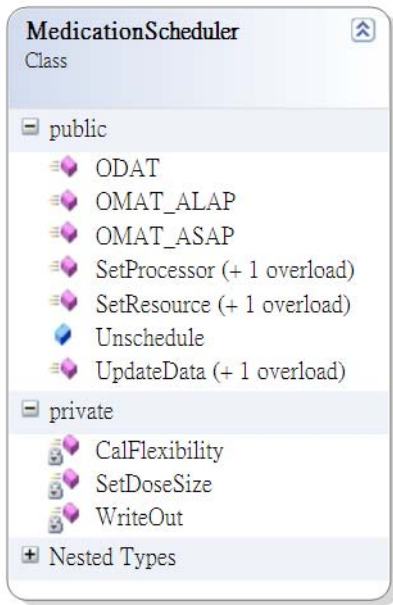 MedicationScheduler
Class
public
ODAT
OMAT_ALAP
OMAT_ASAP
SetProcessor (+ 1 overload)
SetResource (+ 1 overload)
Unschedule
UpdateData (+ 1 overload)
private
CalFlexibility
SetDoseSize
WriteOut
Nested Types